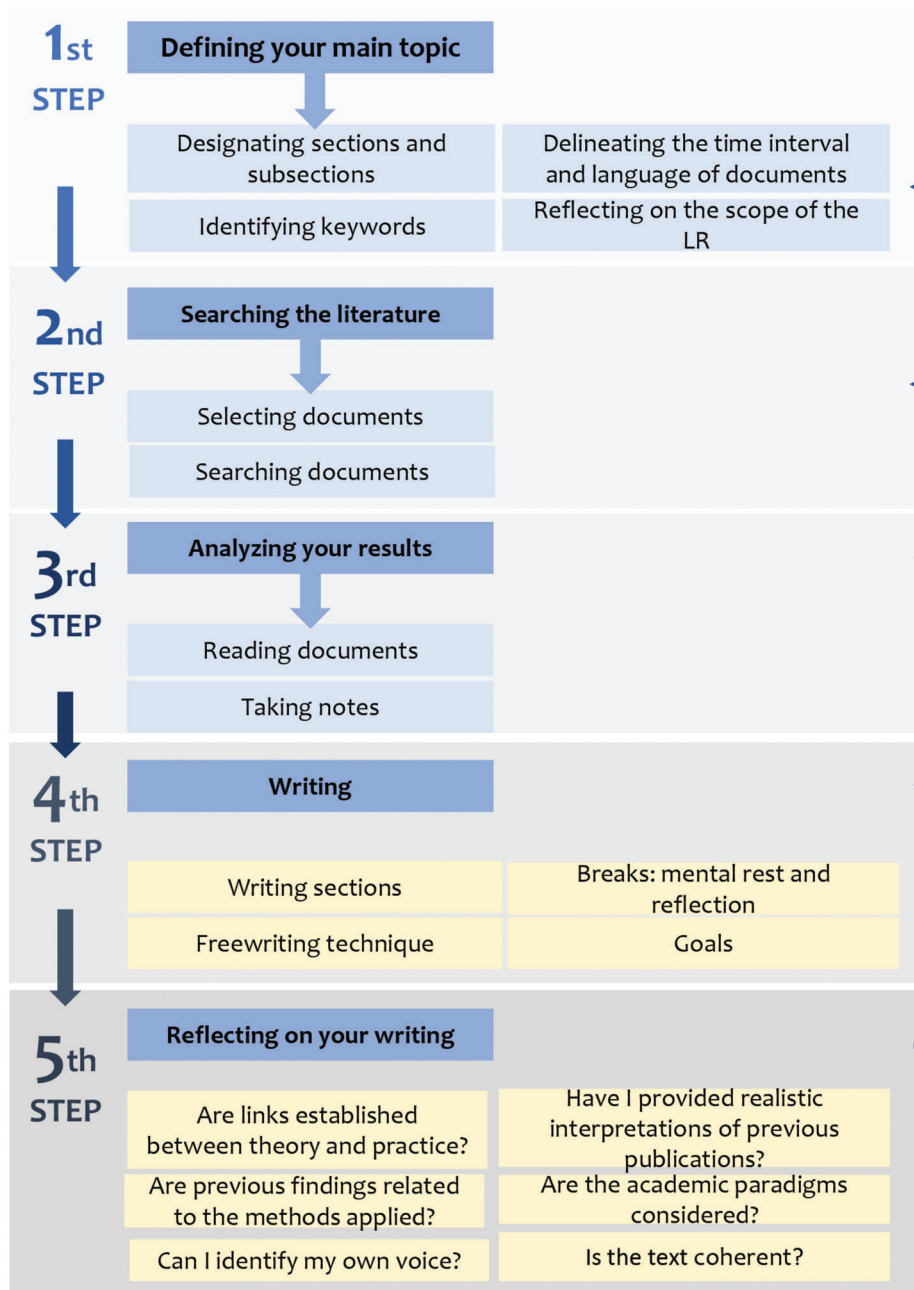 1st
STEP
Defining your main topic
Designating sections and
subsections
Delineating the time interval
and language of documents
Identifying keywords
Reflecting on the scope of the
LR
2nd
STEP
Searching the literature
Selecting documents
Searching documents
3rd
STEP
Analyzing your results
Reading documents
Taking notes
4th
STEP
Writing
Writing sections
Breaks: mental rest and
reflection
Freewriting technique
Goals
5th
STEP
Reflecting on your writing
Are links established
between theory and practice?
Have I provided realistic
interpretations of previous
publications?
Are previous findings related
to the methods applied?
Are the academic paradigms
considered?
Can I identify my own voice?
Is the text coherent?